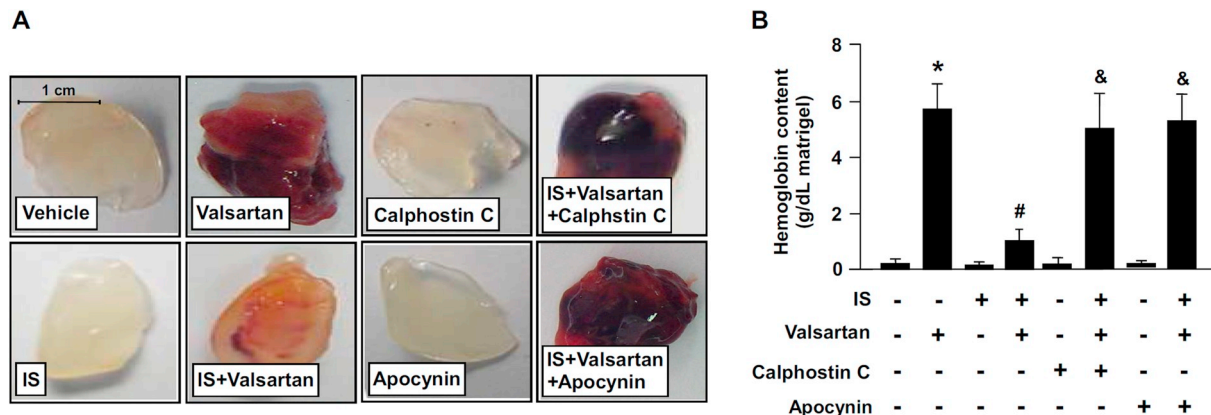 A
1 cm
Vehicle
Valsartan
Calphostin C
IS+Valsartan
+Calphstin C
IS
IS+Valsartan
Apocynin
IS+Valsartan
+Apocynin
B
Hemoglobin content
(g/dL matrigel)
8
6
4
2
0
*
#
&
&
IS - - + + - + - +
Valsartan - + - + - + - +
Calphostin C - - - - + + - -
Apocynin - - - - - - + +